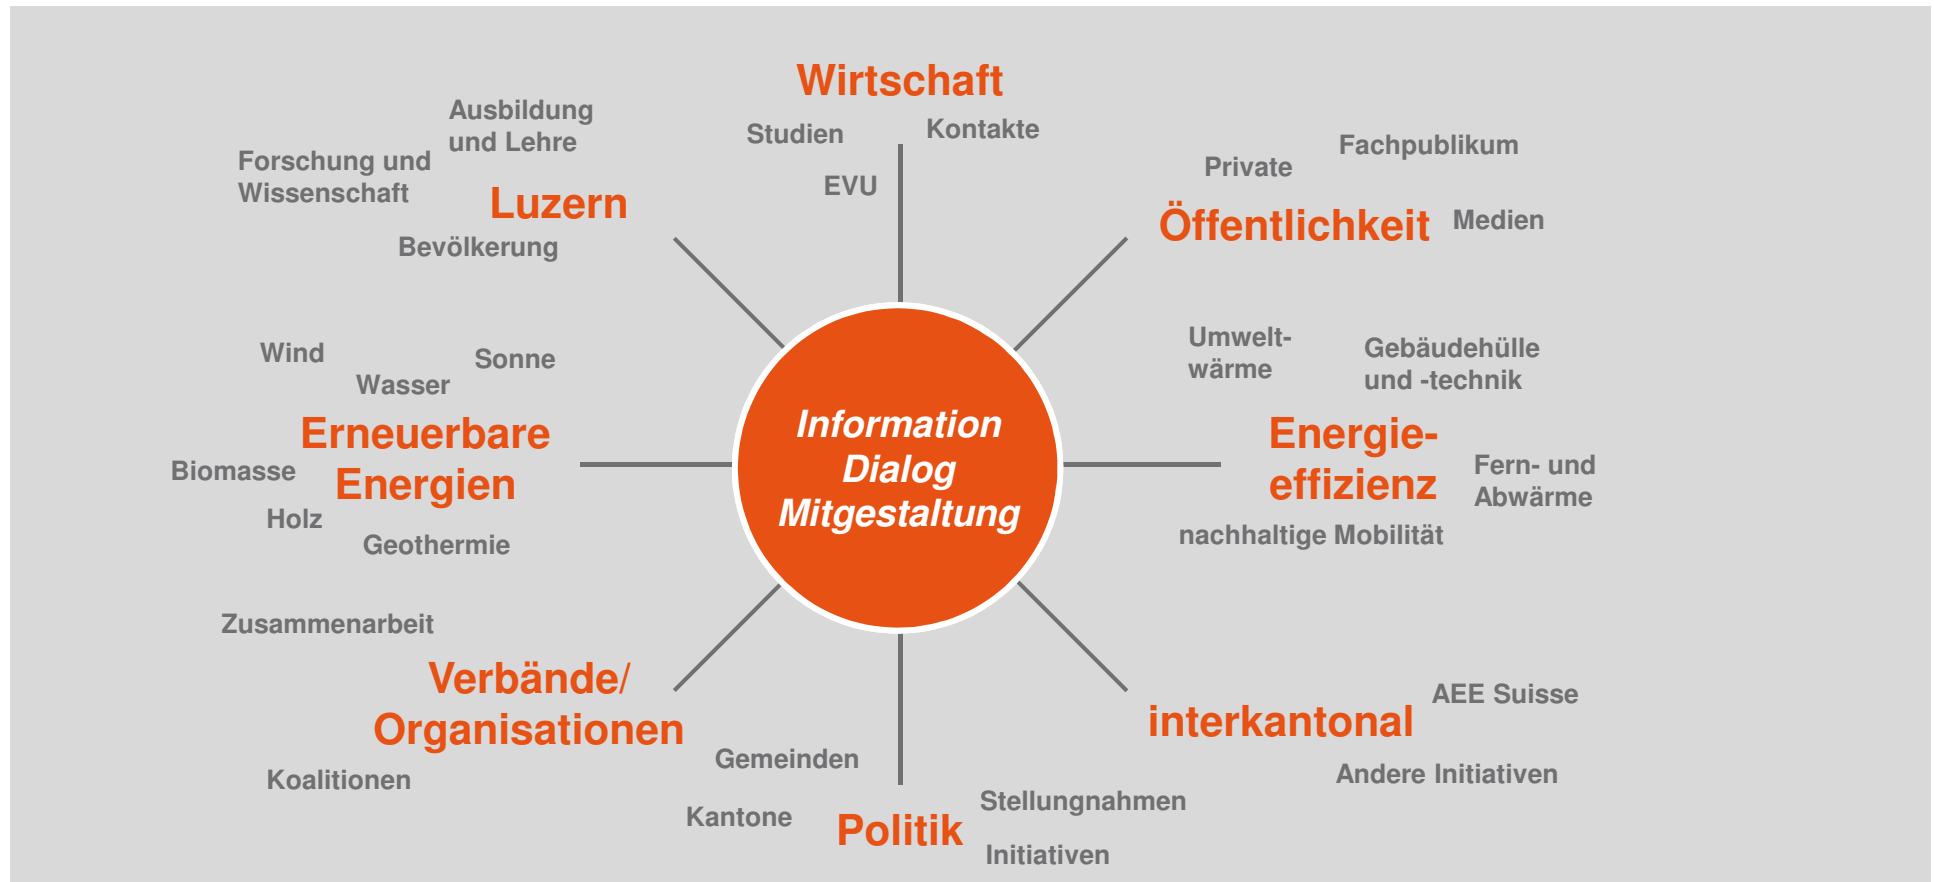 Wirtschaft
Studien
Kontakte
EVU
Ausbildung
und Lehre
Forschung und
Wissenschaft
Luzern
Bevölkerung
Private
Fachpublikum
Öffentlichkeit
Medien
Wind
Wasser
Sonne
Erneuerbare
Energien
Biomasse
Holz
Geothermie
Information
Dialog
Mitgestaltung
Umwelt-
wärme
Gebäudehülle
und -technik
Energie-
effizienz
Fern- und
Abwärme
nachhaltige Mobilität
Zusammenarbeit
Verbände/
Organisationen
Koalitionen
Gemeinden
Kantone
Politik
Stellungnahmen
Initiativen
interkantonal
AEE Suisse
Andere Initiativen